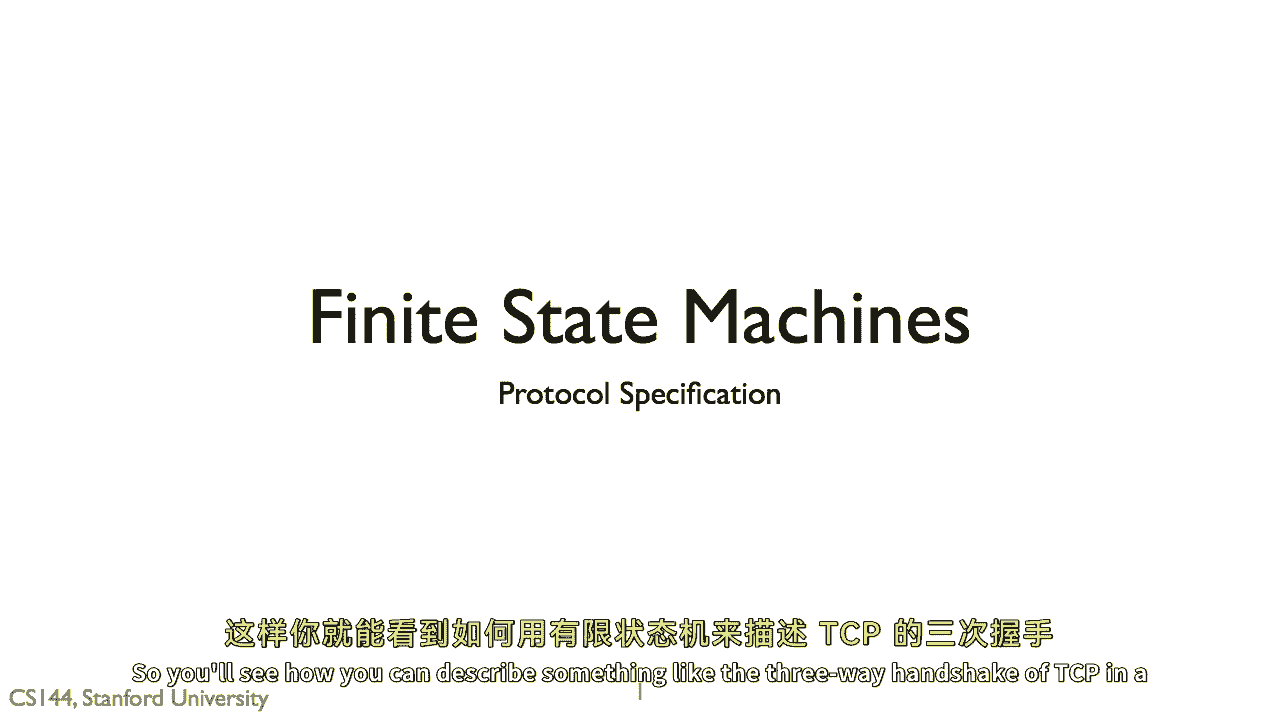 Finite State Machines
Protocol Specification
这样你就能看到如何用有限状态机来描述 TCP 的三次握手
So you'll see how you can describe something like the three-way handshake of TCP in a
CS144, Stanford University
1